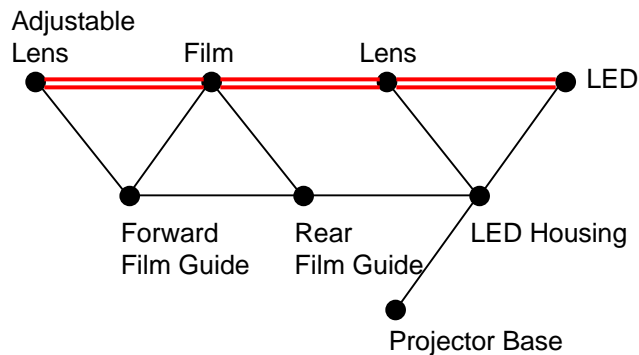 Adjustable
Lens
Film
Lens
LED
Forward
Film Guide
Rear
Film Guide
LED Housing
Projector Base